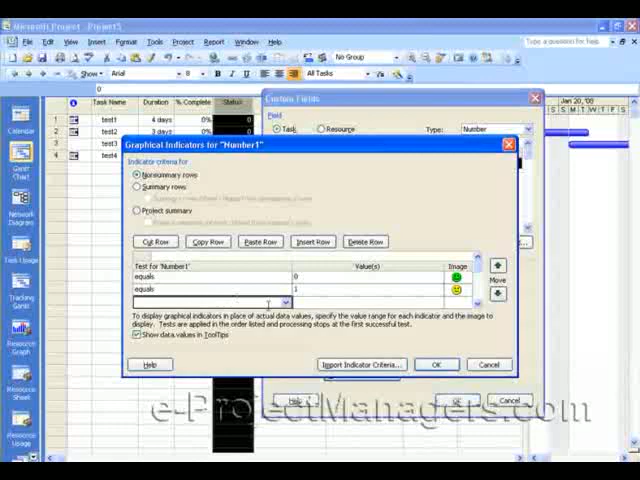 Microsoft Project - Project3
File Edit View Insert Format Tools Project Report Window Help
Type a question for help
No Group
Show Arial 8 B I U All Tasks
0
Task Name Duration % Complete Status
Jan 20, '08
1 test1 4 days 0% 0
2 test2 3 days 0% 0
3 test3
4 test4
Calendar
Gantt Chart
Network Diagram
Task Usage
Tracking Gantt
Resource Graph
Resource Sheet
Resource Usage
Custom Fields
Field
Task Resource Type: Number
Graphical Indicators for "Number1"
Indicator criteria for
Nonsummary rows
Summary rows
Project summary
Cut Row Copy Row Paste Row Insert Row Delete Row
Test for 'Number1' Value(s) Image
equals 0
equals 1
Move
To display graphical indicators in place of actual data values, specify the value range for each indicator and the image to
display. Tests are applied in the order listed and processing stops at the first successful test.
Show data values in ToolTips
Help Import Indicator Criteria... OK Cancel
Help OK Cancel
e-ProjectManagers.com